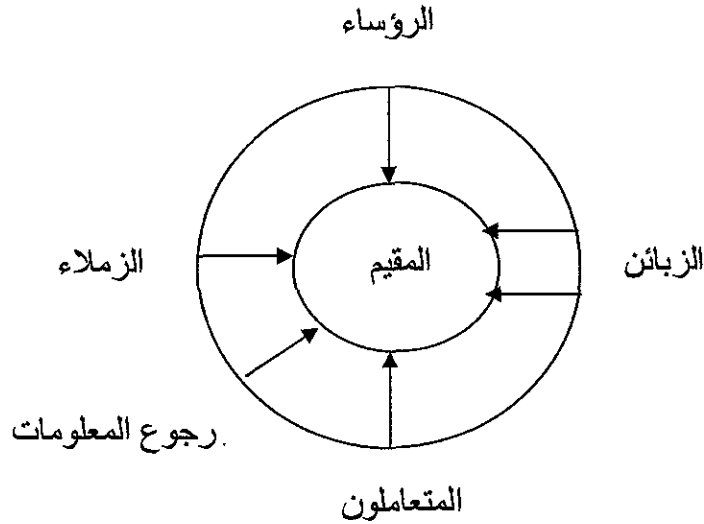 الرؤساء
الزبائن
المقيم
الزملاء
رجوع المعلومات
المتعاملون